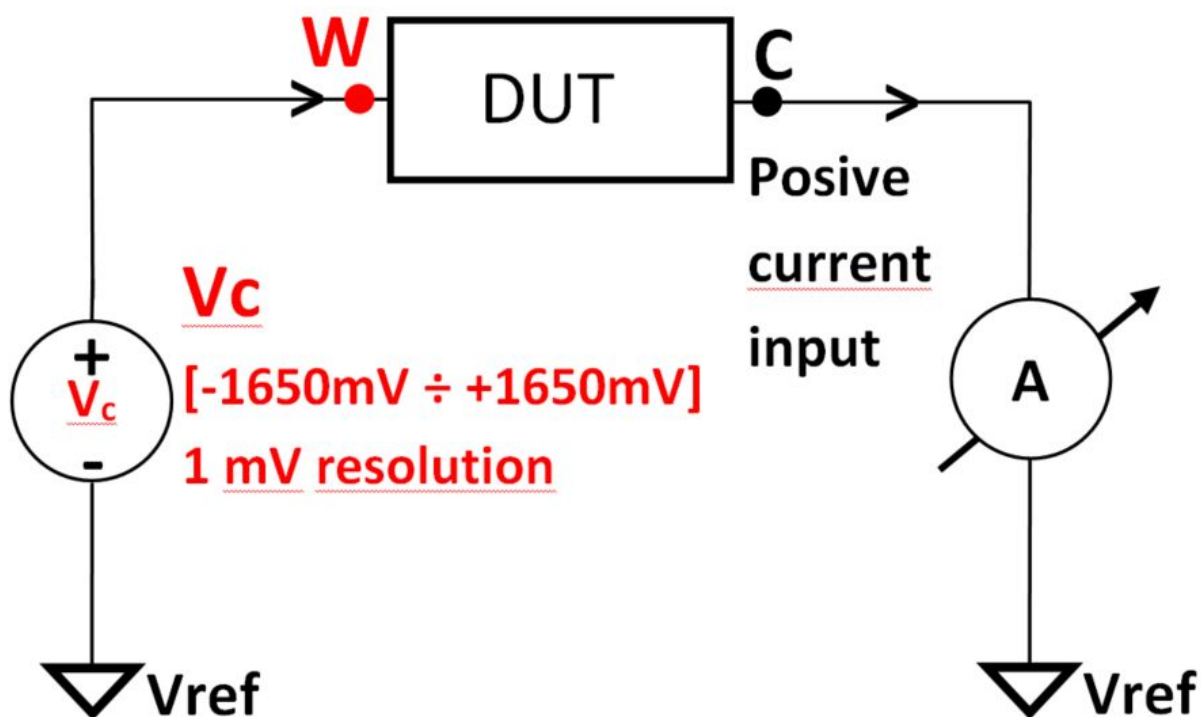 W
DUT
C
Posive
current
input
Vc
[-1650mV ÷ +1650mV]
1 mV resolution
+
Vc
-
A
Vref
Vref